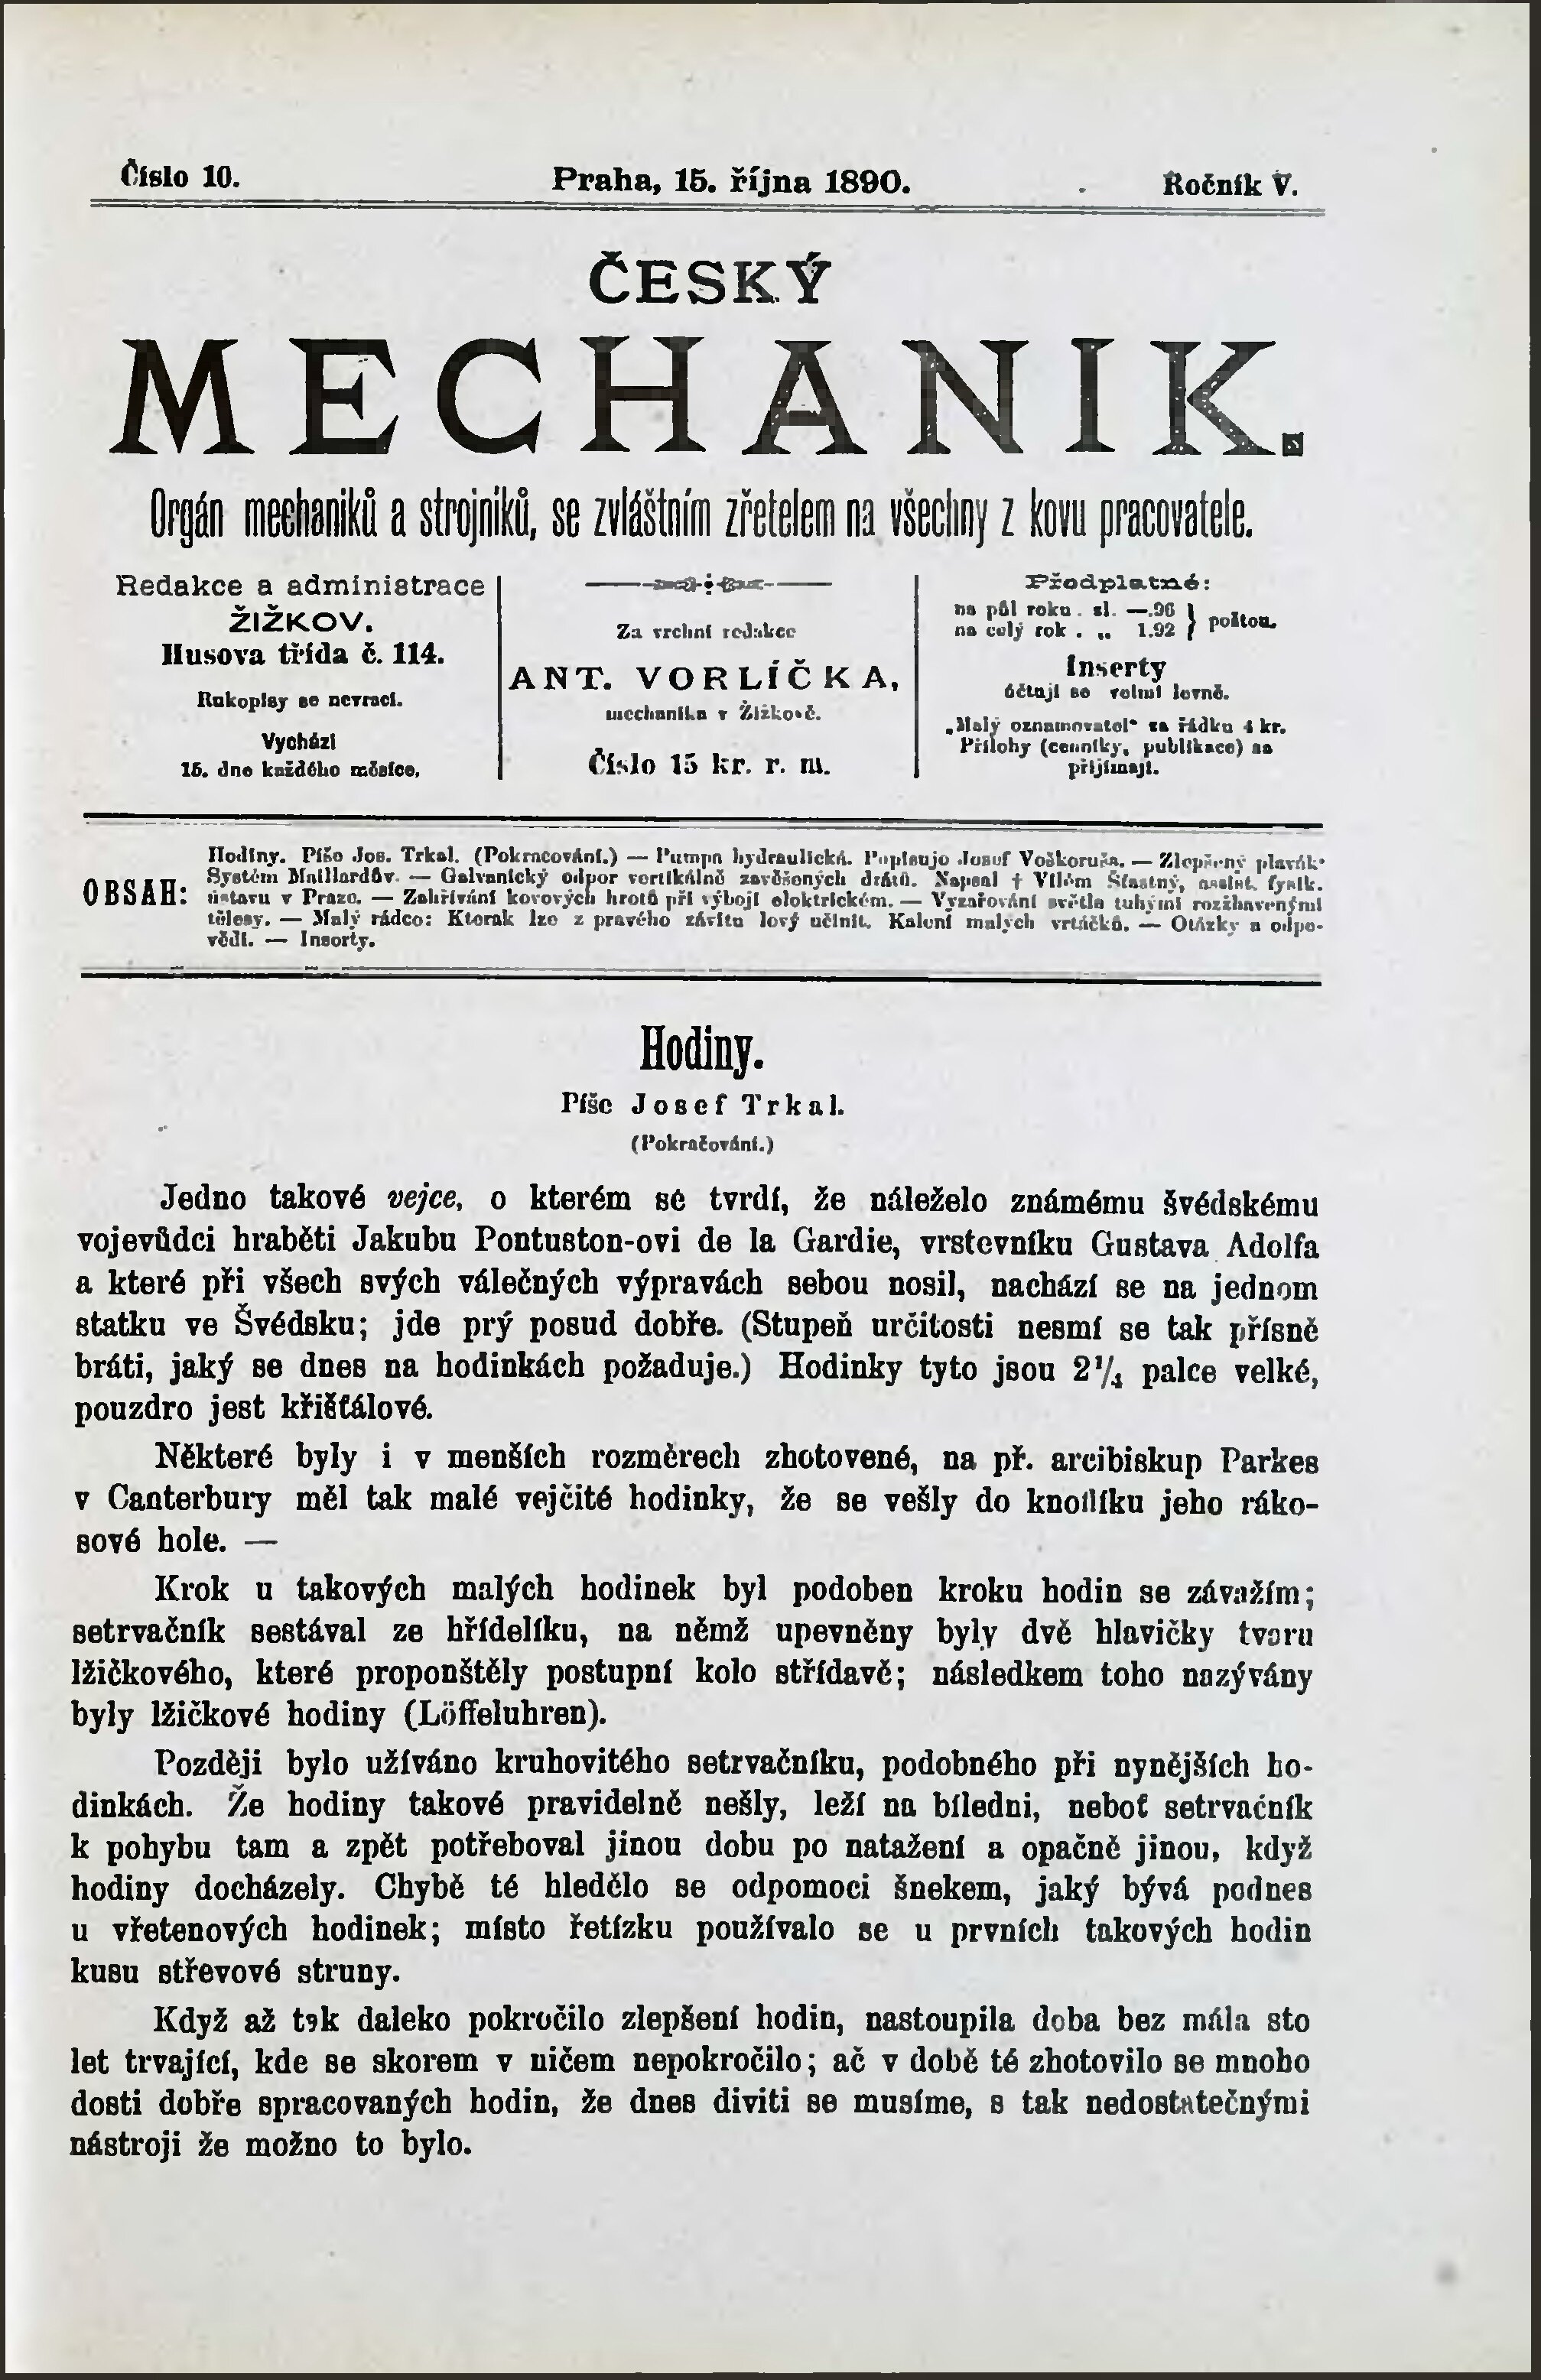 Číslo 10.
Praha, 15. října 1890.
Ročník V.
ČESKÝ
MECHANIK.
Orgán mechaniků a strojníků, se zvláštním zřetelem na všechny z kovu pracovatele.
Redakce a administrace
ŽIŽKOV.
Husova třída č. 114.
Rukopisy se nevrací.
Vychází
15. dne každého měsíce.
Za vrchní redakce
ANT. VORLÍČKA,
mechanika v Žižkově.
Číslo 15 kr. r. m.
Předplatné:
na půl roku . zl. —.96 } poštou.
na celý rok . „ 1.92
Inserty
účtují se velmi levně.
„Malý oznamovatel“ za řádku 4 kr.
Přílohy (cenníky, publikace) se
přijímají.
OBSAH: Hodiny. Píše Jos. Trkal. (Pokračování.) — Pumpa hydraulická. Popisuje Josef Voškoruša. — Zlepšený plavák
Systém Maillardův. — Galvanický odpor vertikálně zavěšených drátů. Napsal † Vilém Šťastný, assist. fysik.
ústavu v Praze. — Zahřívání kovových hrotů při výboji elektrickém. — Vyzařování světla tuhými rozžhavenými
tělesy. — Malý rádce: Kterak lze z pravého závitu levý učinit. Kalení malých vrtáčků. — Otázky a odpo-
vědi. — Inserty.
Hodiny.
Píše Josef Trkal.
(Pokračování.)
Jedno takové vejce, o kterém se tvrdí, že náleželo známému švédskému
vojevůdci hraběti Jakubu Pontuston-ovi de la Gardie, vrstevníku Gustava Adolfa
a které při všech svých válečných výpravách sebou nosil, nachází se na jednom
statku ve Švédsku; jde prý posud dobře. (Stupeň určitosti nesmí se tak přísně
bráti, jaký se dnes na hodinkách požaduje.) Hodinky tyto jsou 2¹/₄ palce velké,
pouzdro jest křišťálové.
Některé byly i v menších rozměrech zhotovené, na př. arcibiskup Parkes
v Canterbury měl tak malé vejčité hodinky, že se vešly do knoflíku jeho ráko-
sové hole. —
Krok u takových malých hodinek byl podoben kroku hodin se závažím;
setrvačník sestával ze hřídelíku, na němž upevněny byly dvě hlavičky tvaru
lžičkového, které proponštěly postupní kolo střídavě; následkem toho nazývány
byly lžičkové hodiny (Löffeluhren).
Později bylo užíváno kruhovitého setrvačníku, podobného při nynějších ho-
dinkách. Že hodiny takové pravidelně nešly, leží na bíledni, neboť setrvačník
k pohybu tam a zpět potřeboval jinou dobu po natažení a opačně jinou, když
hodiny docházely. Chybě té hledělo se odpomoci šnekem, jaký bývá podnes
u vřetenových hodinek; místo řetízku používalo se u prvních takových hodin
kusu střevové struny.
Když až tak daleko pokročilo zlepšení hodin, nastoupila doba bez mála sto
let trvající, kde se skorem v ničem nepokročilo; ač v době té zhotovilo se mnoho
dosti dobře spracovaných hodin, že dnes diviti se musíme, s tak nedostatečnými
nástroji že možno to bylo.